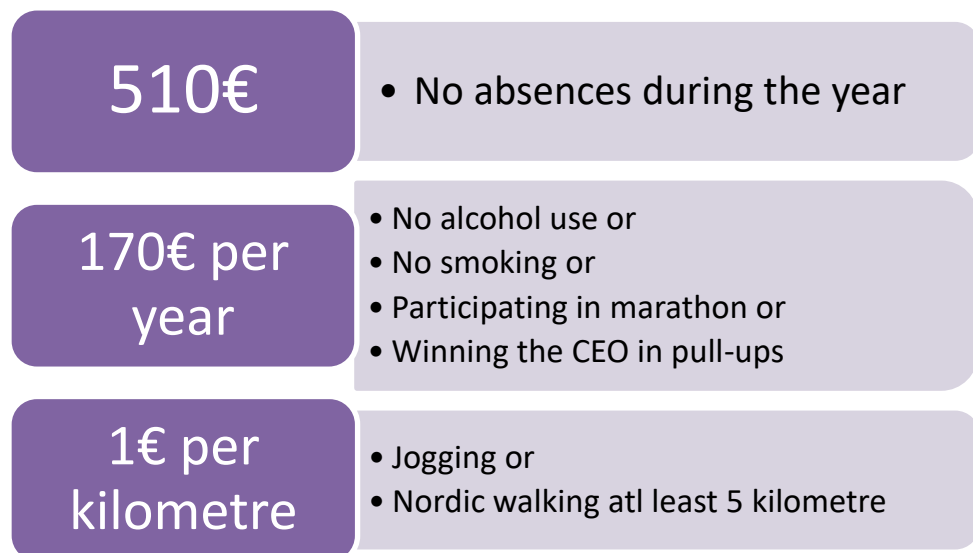 510€
• No absences during the year
170€ per
year
• No alcohol use or
• No smoking or
• Participating in marathon or
• Winning the CEO in pull-ups
1€ per
kilometre
• Jogging or
• Nordic walking atl least 5 kilometre